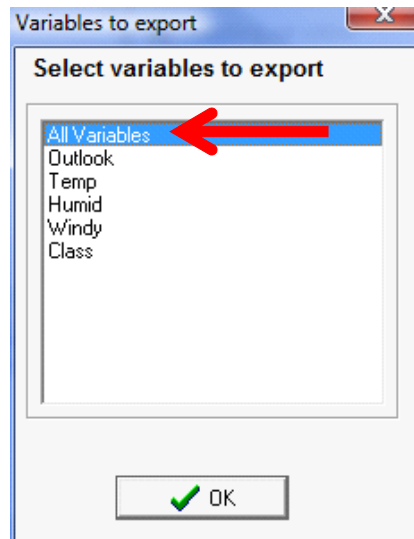 Variables to export
Select variables to export
All Variables
Outlook
Temp
Humid
Windy
Class
OK